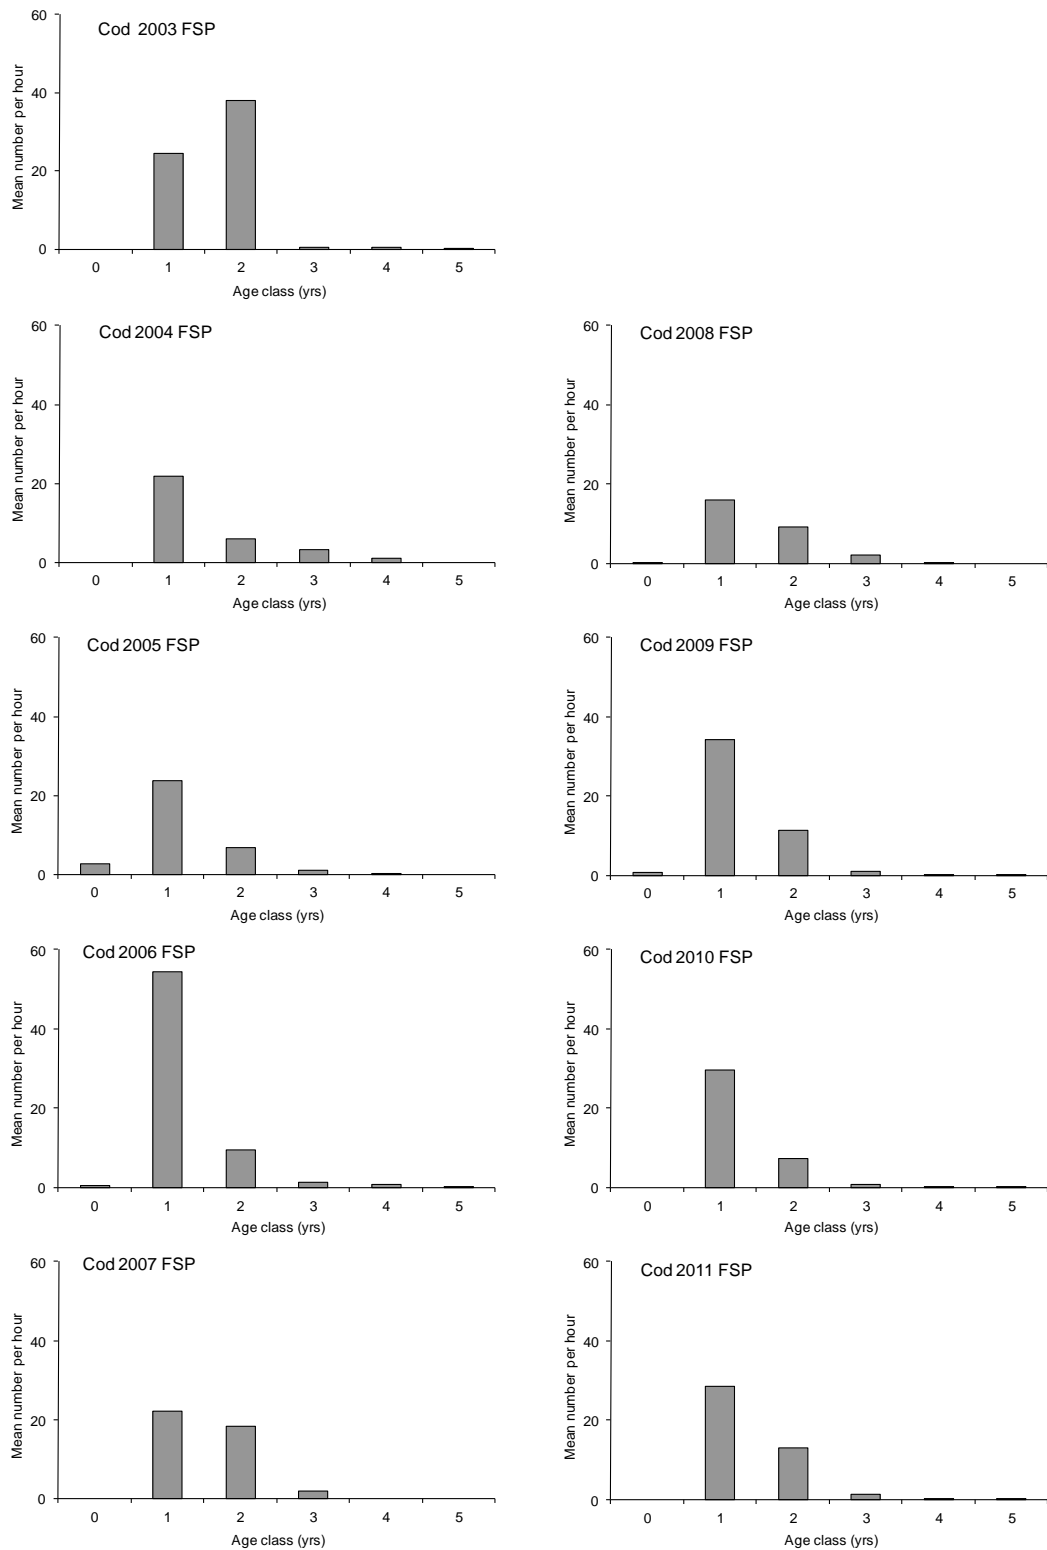 Cod 2003 FSP
Mean number per hour
60
40
20
0
0 1 2 3 4 5
Age class (yrs)
Cod 2004 FSP
Mean number per hour
60
40
20
0
0 1 2 3 4 5
Age class (yrs)
Cod 2008 FSP
Mean number per hour
60
40
20
0
0 1 2 3 4 5
Age class (yrs)
Cod 2005 FSP
Mean number per hour
60
40
20
0
0 1 2 3 4 5
Age class (yrs)
Cod 2009 FSP
Mean number per hour
60
40
20
0
0 1 2 3 4 5
Age class (yrs)
Cod 2006 FSP
Mean number per hour
60
40
20
0
0 1 2 3 4 5
Age class (yrs)
Cod 2010 FSP
Mean number per hour
60
40
20
0
0 1 2 3 4 5
Age class (yrs)
Cod 2007 FSP
Mean number per hour
60
40
20
0
0 1 2 3 4 5
Age class (yrs)
Cod 2011 FSP
Mean number per hour
60
40
20
0
0 1 2 3 4 5
Age class (yrs)